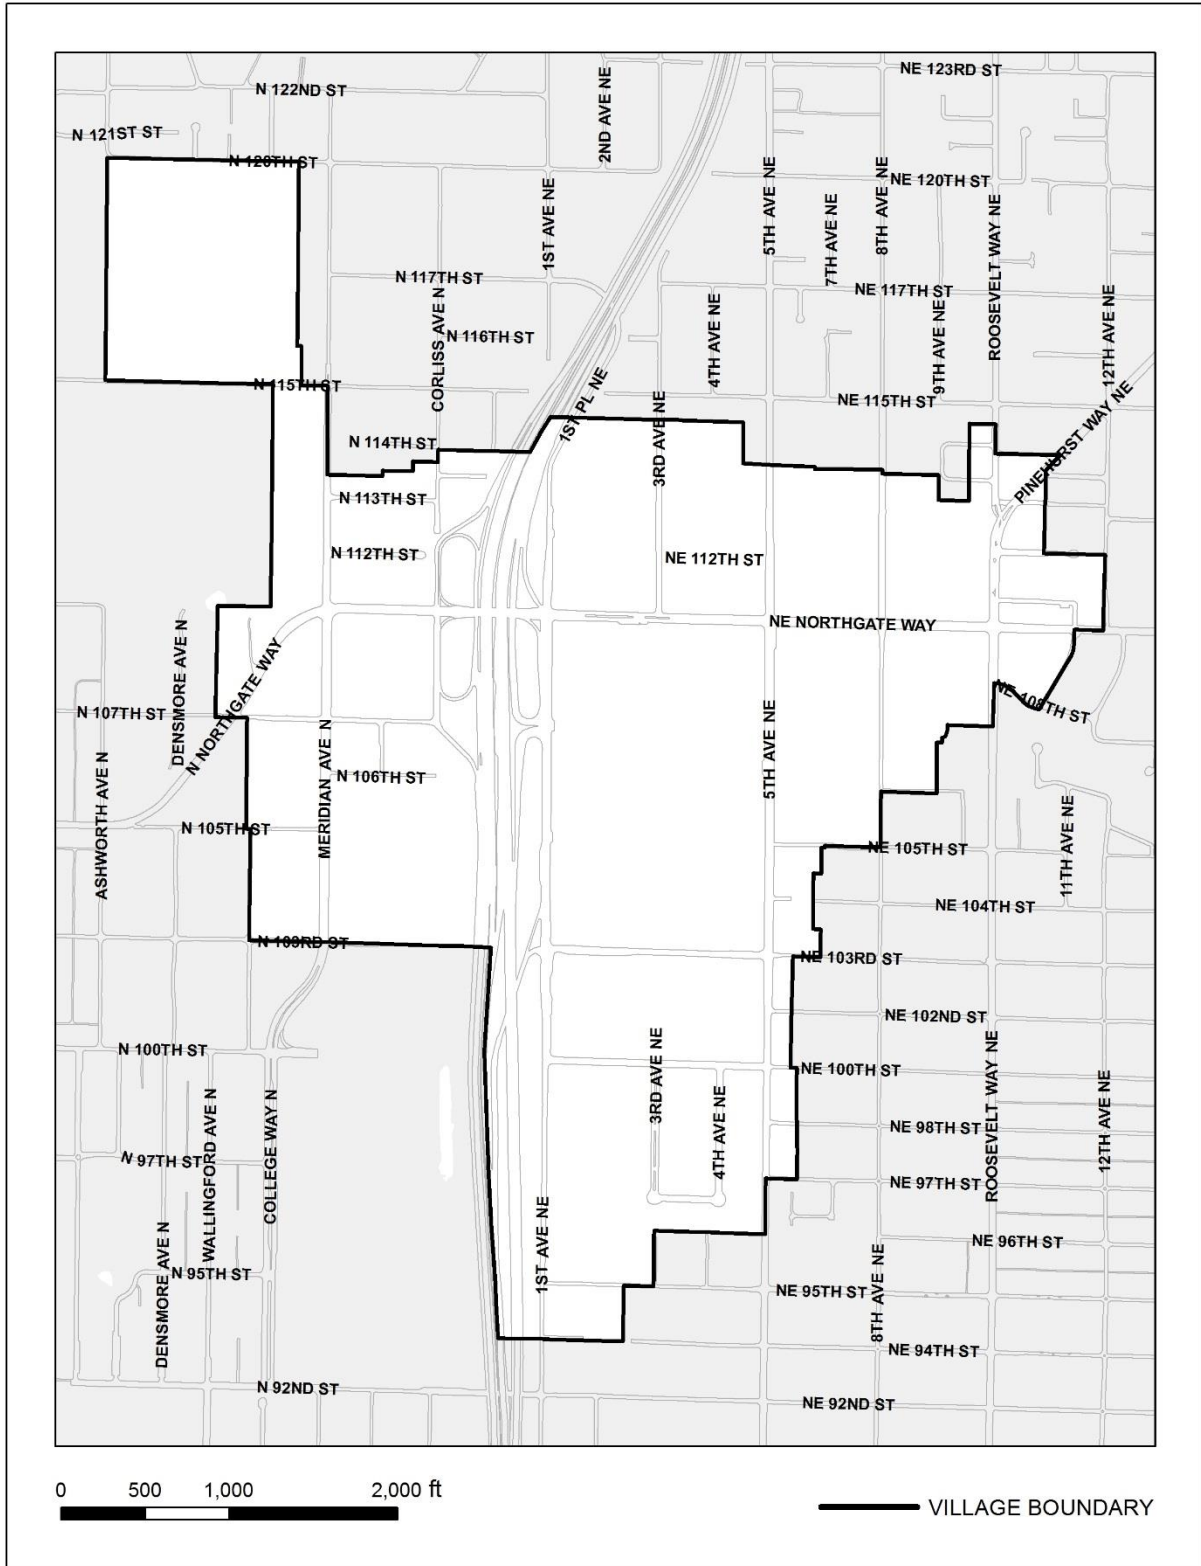 NE 123RD ST
N 122ND ST
2ND AVE NE
N 121ST ST
N 120TH ST
5TH AVE NE
8TH AVE NE
NE 120TH ST
1ST AVE NE
7TH AVE NE
ROOSEVELT WAY NE
N 117TH ST
NE 117TH ST
CORLISS AVE N
N 116TH ST
4TH AVE NE
9TH AVE NE
12TH AVE NE
N 115TH ST
1ST PL NE
NE 115TH ST
N 114TH ST
3RD AVE NE
PINEHURST WAY NE
N 113TH ST
N 112TH ST
NE 112TH ST
NE NORTHGATE WAY
DENSMORE AVE N
N NORTHGATE WAY
N 107TH ST
NE 108TH ST
5TH AVE NE
MERIDIAN AVE N
N 106TH ST
ASHWORTH AVE N
N 105TH ST
NE 105TH ST
11TH AVE NE
NE 104TH ST
N 103RD ST
NE 103RD ST
NE 102ND ST
N 100TH ST
3RD AVE NE
NE 100TH ST
ROOSEVELT WAY NE
WALLINGFORD AVE N
COLLEGE WAY N
4TH AVE NE
12TH AVE NE
NE 98TH ST
N 97TH ST
NE 97TH ST
1ST AVE NE
NE 96TH ST
DENSMORE AVE N
N 95TH ST
8TH AVE NE
NE 95TH ST
NE 94TH ST
N 92ND ST
NE 92ND ST
0 500 1,000 2,000 ft
VILLAGE BOUNDARY